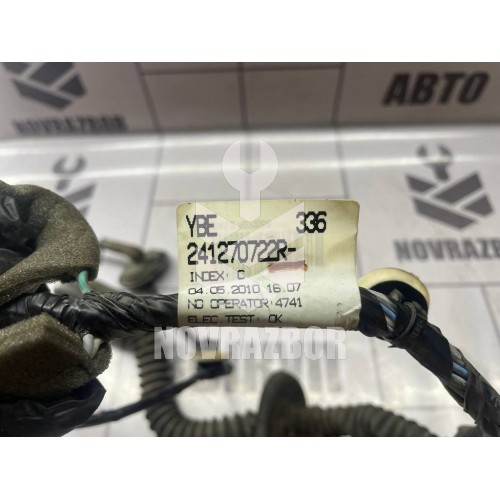 NOVRAZBOR
АВТО
YBE 336
241270722R-
INDEX: C
04.05.2010 16.07
NO OPERATOR:4741
ELEC TEST: OK
NOVRAZBOR
NOVRAZBOR